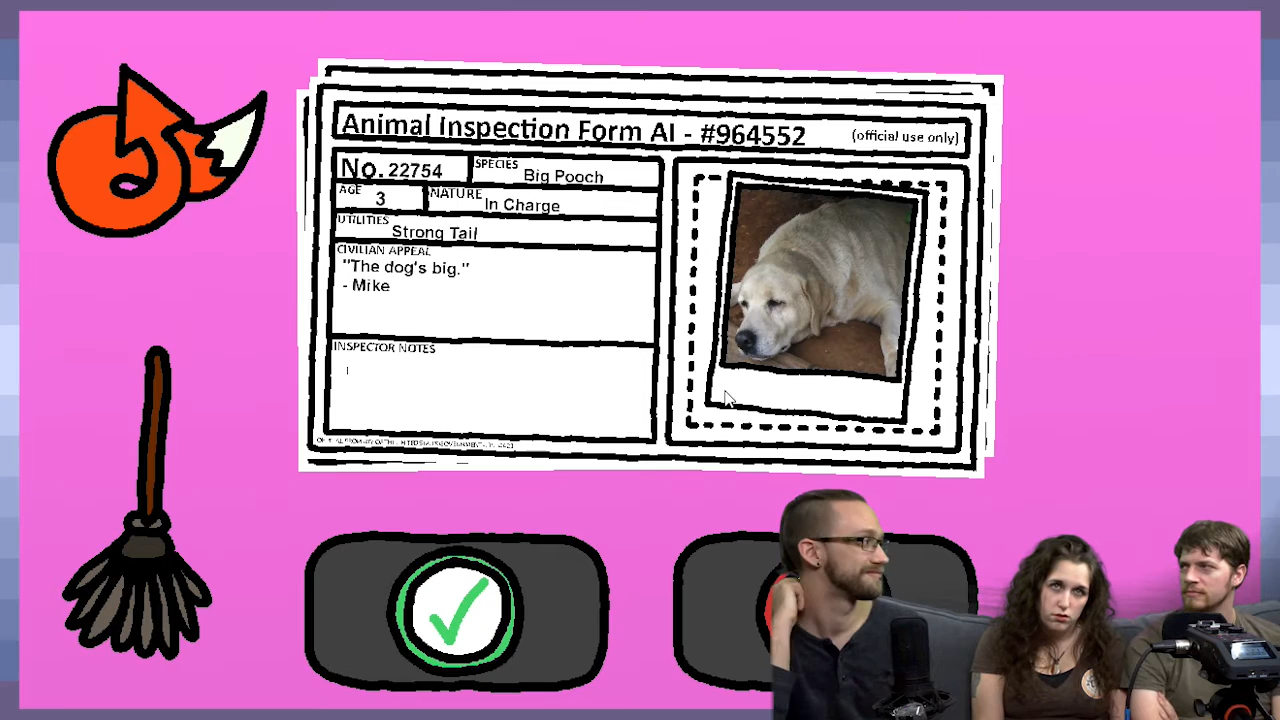 Animal Inspection Form AI - #964552 (official use only)
No. 22754
SPECIES
Big Pooch
AGE
3
NATURE
In Charge
UTILITIES
Strong Tail
CIVILIAN APPEAL
"The dog's big."
- Mike
INSPECTOR NOTES